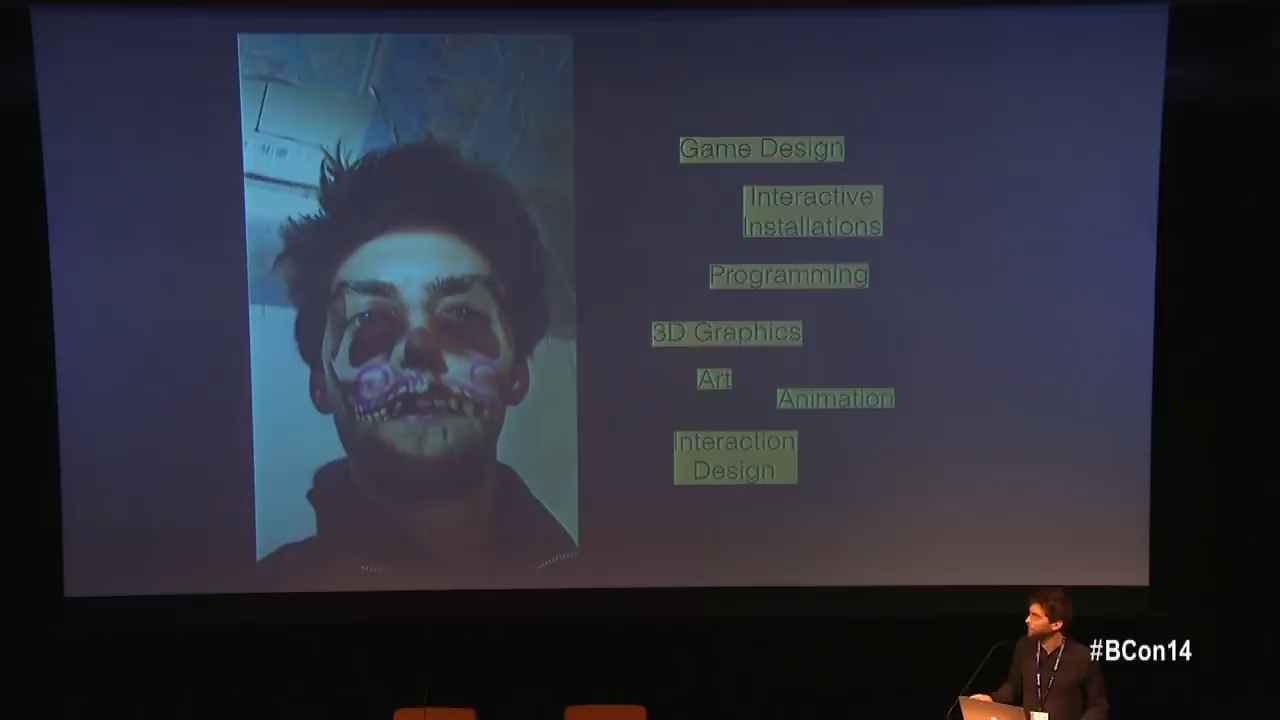 Game Design
Interactive
Installations
Programming
3D Graphics
Art
Animation
Interaction
Design
#BCon14